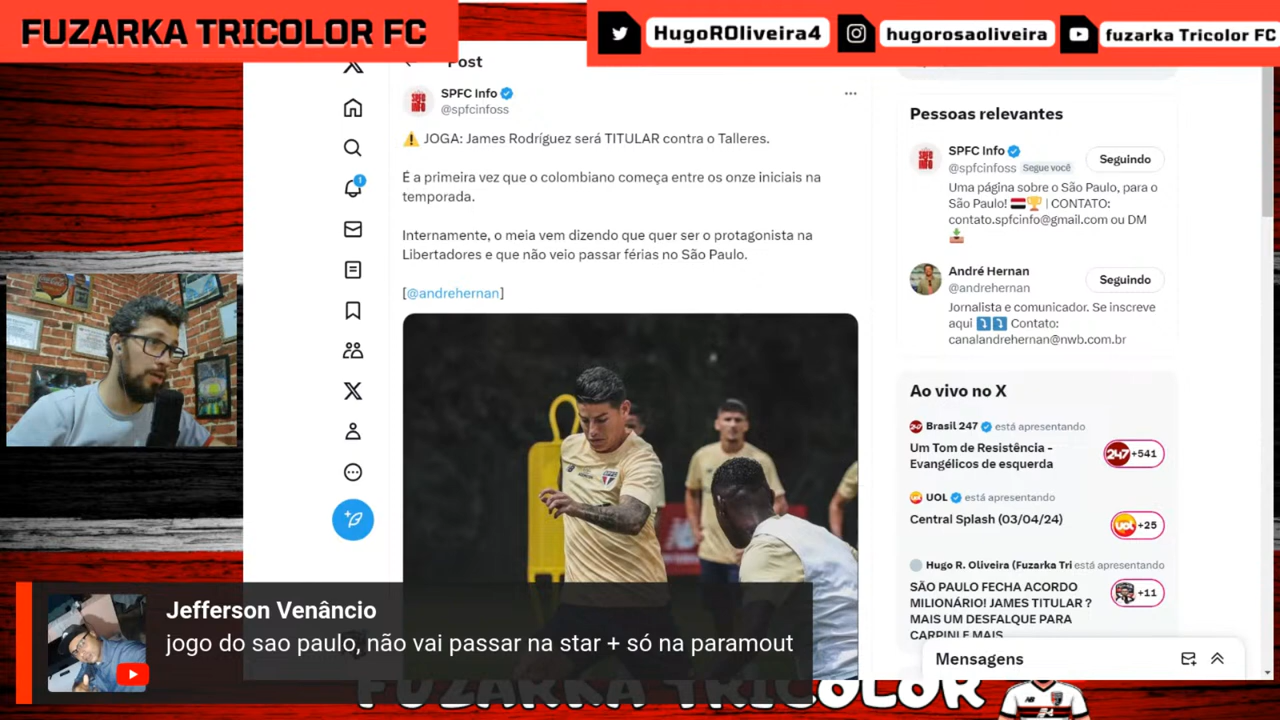 FUZARKA TRICOLOR FC
HugoROliveira4
hugorosaoliveira
fuzarka Tricolor FC
Post
SPFC Info
@spfcinfoss
⚠️ JOGA: James Rodríguez será TITULAR contra o Talleres.
É a primeira vez que o colombiano começa entre os onze iniciais na
temporada.
Internamente, o meia vem dizendo que quer ser o protagonista na
Libertadores e que não veio passar férias no São Paulo.
[@andrehernan]
Pessoas relevantes
SPFC Info
@spfcinfoss Segue você
Seguindo
Uma página sobre o São Paulo, para o
São Paulo! | CONTATO:
contato.spfcinfo@gmail.com ou DM
André Hernan
@andrehernan
Seguindo
Jornalista e comunicador. Se inscreve
aqui ⤵️⤵️ Contato:
canalandrehernan@nwb.com.br
Ao vivo no X
Brasil 247 está apresentando
Um Tom de Resistência -
Evangélicos de esquerda
247 +541
UOL está apresentando
Central Splash (03/04/24)
UOL +25
Hugo R. Oliveira (Fuzarka Tri está apresentando
SÃO PAULO FECHA ACORDO
MILIONÁRIO! JAMES TITULAR ?
MAIS UM DESFALQUE PARA
CARPINI E MAIS
+11
Mensagens
Jefferson Venâncio
jogo do sao paulo, não vai passar na star + só na paramout
FUZARKA TRICOLOR